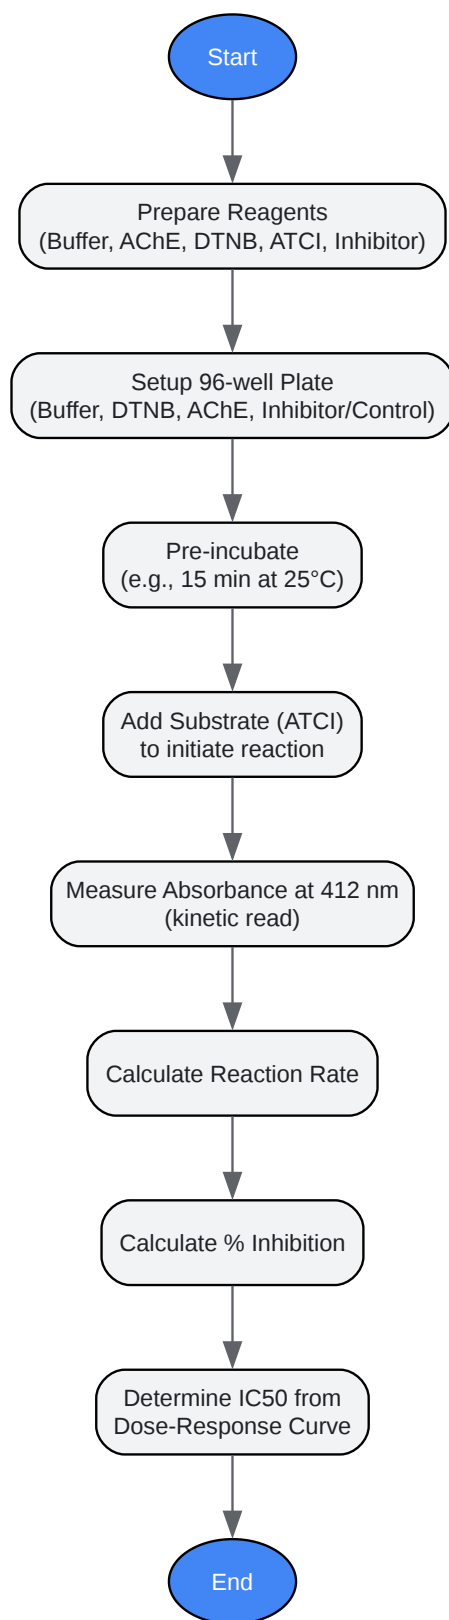 Start
Prepare Reagents
(Buffer, AChE, DTNB, ATCI, Inhibitor)
Setup 96-well Plate
(Buffer, DTNB, AChE, Inhibitor/Control)
Pre-incubate
(e.g., 15 min at 25°C)
Add Substrate (ATCI)
to initiate reaction
Measure Absorbance at 412 nm
(kinetic read)
Calculate Reaction Rate
Calculate % Inhibition
Determine IC50 from
Dose-Response Curve
End